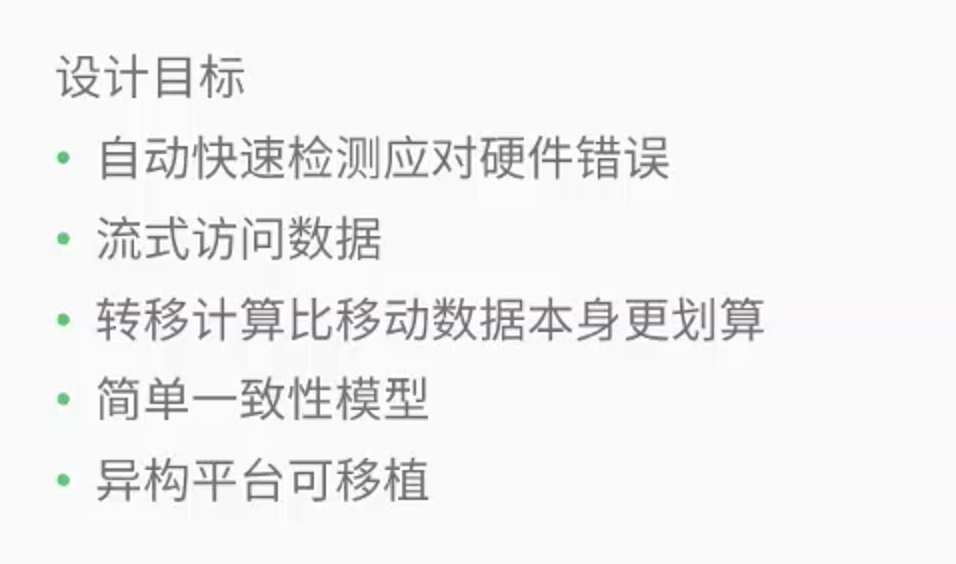 设计目标
• 自动快速检测应对硬件错误
• 流式访问数据
• 转移计算比移动数据本身更划算
• 简单一致性模型
• 异构平台可移植